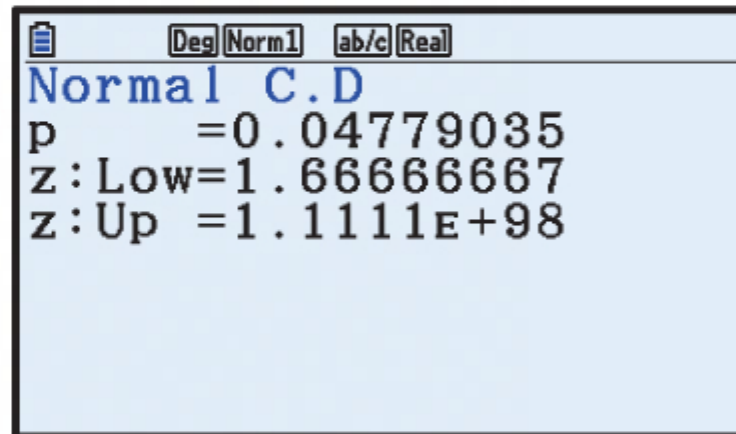 Deg Norm1 ab/c Real
Normal C.D
p =0.04779035
z:Low=1.66666667
z:Up =1.1111E+98